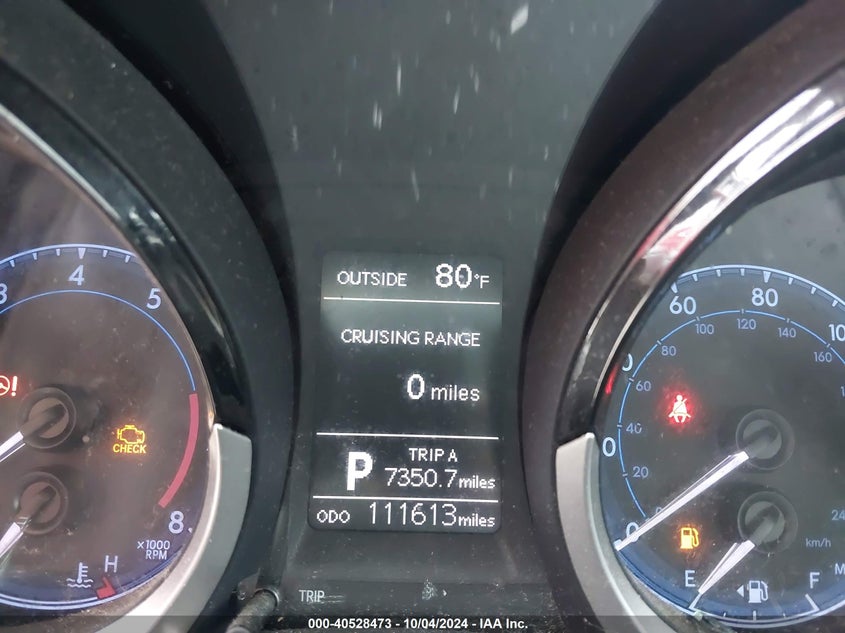 OUTSIDE 80°F
CRUISING RANGE
0 miles
TRIP A
P 7350.7 miles
ODO 111613 miles
3 4 5
8
x1000
RPM
!
CHECK
H
TRIP
60 80
80 100 120 140 160
60
40
20
0
km/h
E F
000-40528473 - 10/04/2024 - IAA Inc.